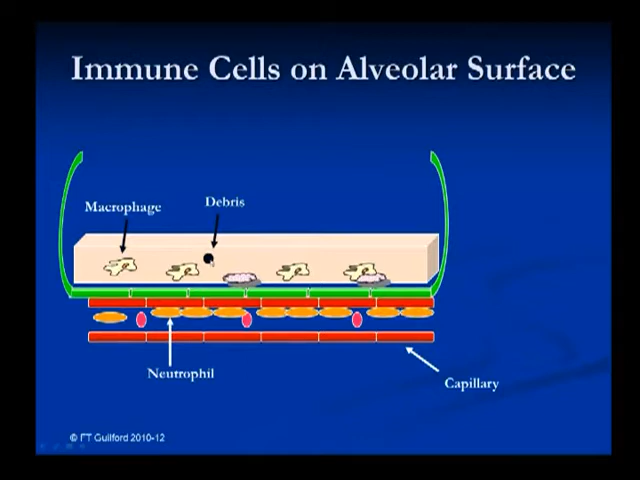 Immune Cells on Alveolar Surface
Macrophage
Debris
Neutrophil
Capillary
© FT Guilford 2010-12